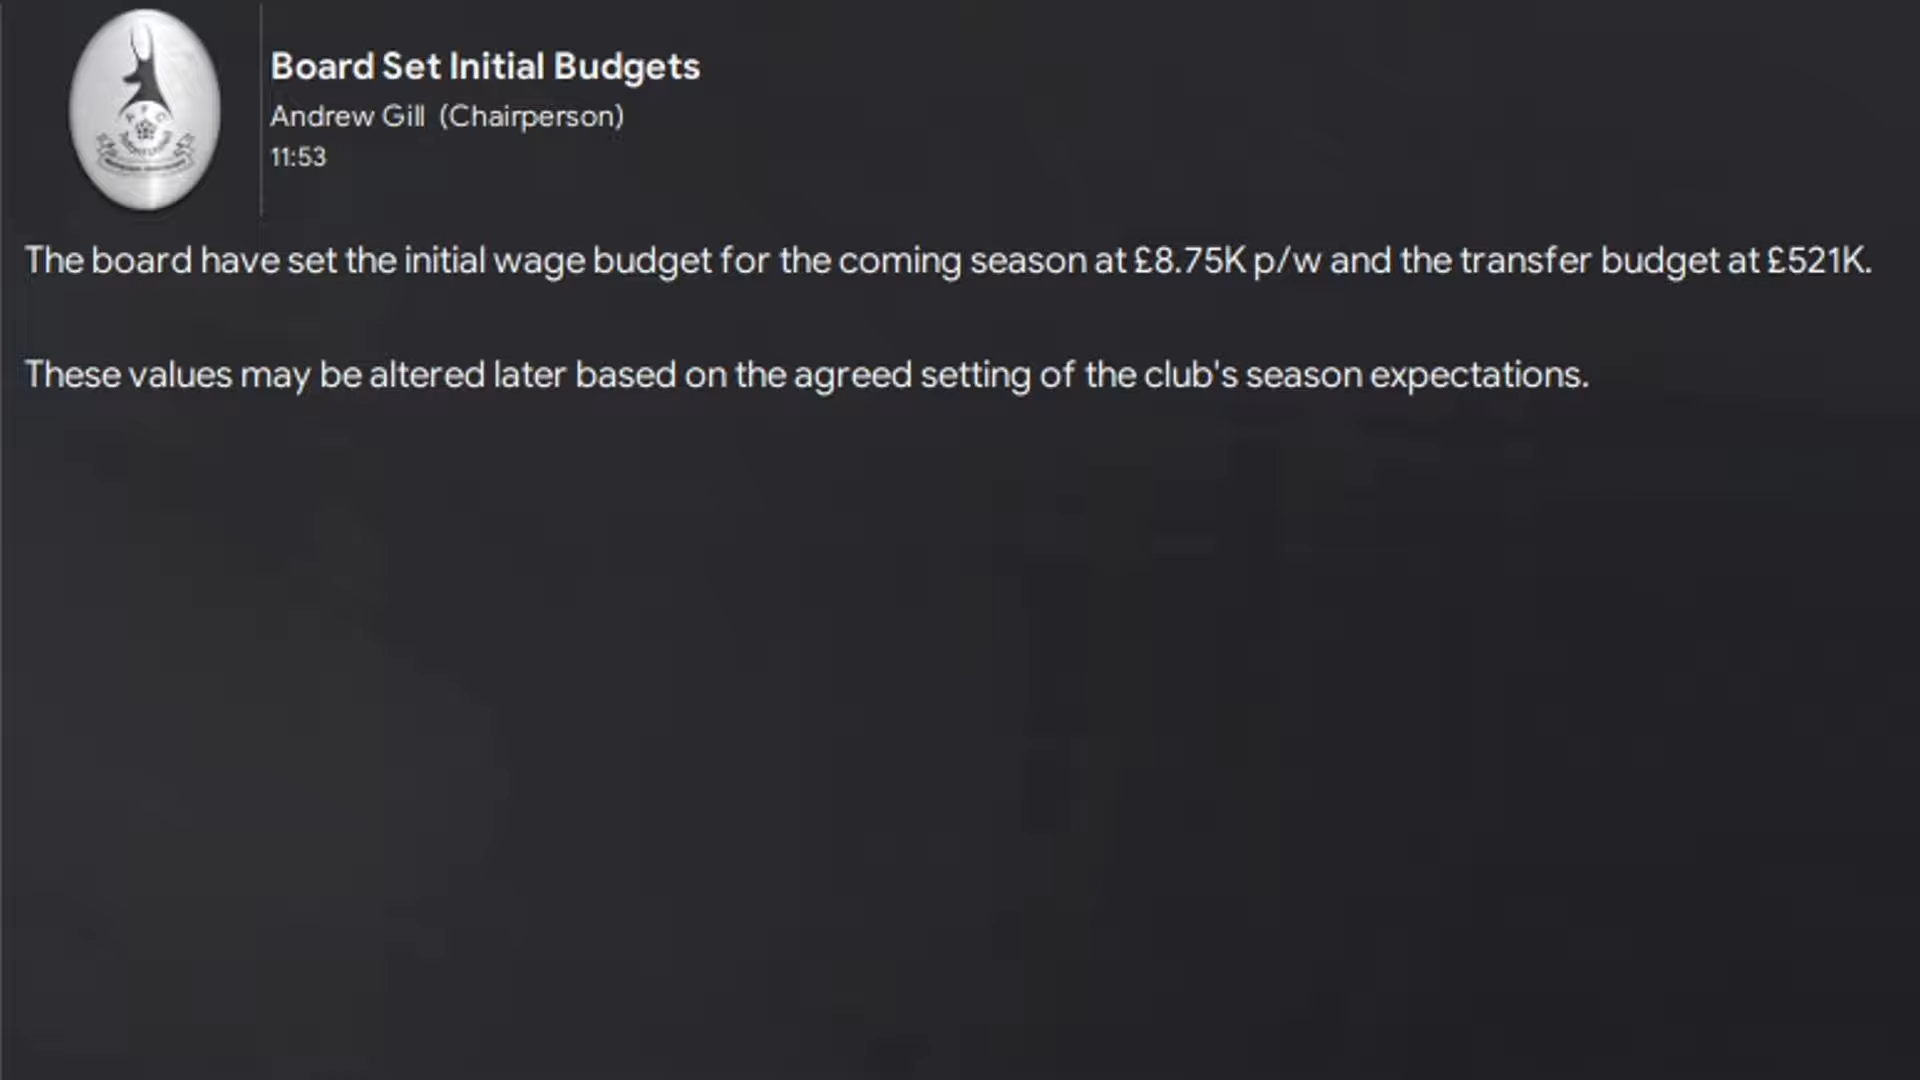 Board Set Initial Budgets
Andrew Gill (Chairperson)
11:53
The board have set the initial wage budget for the coming season at £8.75K p/w and the transfer budget at £521K.
These values may be altered later based on the agreed setting of the club's season expectations.